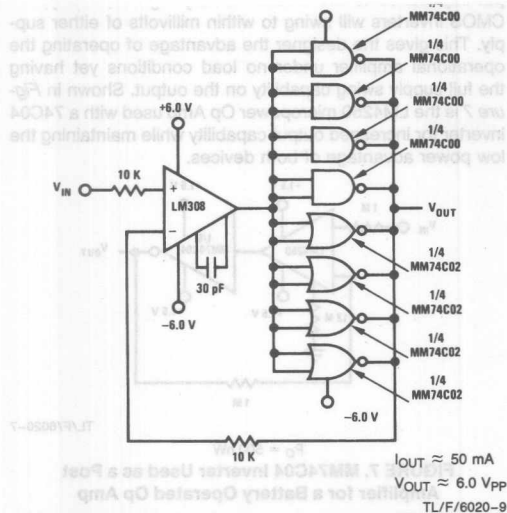 CMOS inverters will swing to within millivolts of either sup-
ply. This gives the designer the advantage of operating the
operational amplifier under no load conditions yet having
the full supply swing capability on the output. Shown in Fig-
ure 7 is the micropower Op Amp used with a 74C04
inverter for increased output capability while maintaining the
low power advantage of both devices.
1/4
MM74C00
1/4
MM74C00
1/4
MM74C00
1/4
MM74C00
+6.0 V
10 K
VIN
+
LM308
−
30 pF
−6.0 V
VOUT
1/4
MM74C02
1/4
MM74C02
1/4
MM74C02
1/4
MM74C02
−6.0 V
10 K
TL/F/6020-7
FIGURE 7. MM74C04 Inverter Used as a Post
Amplifier for a Battery Operated Op Amp
IOUT ≈ 50 mA
VOUT ≈ 6.0 VPP
TL/F/6020-9